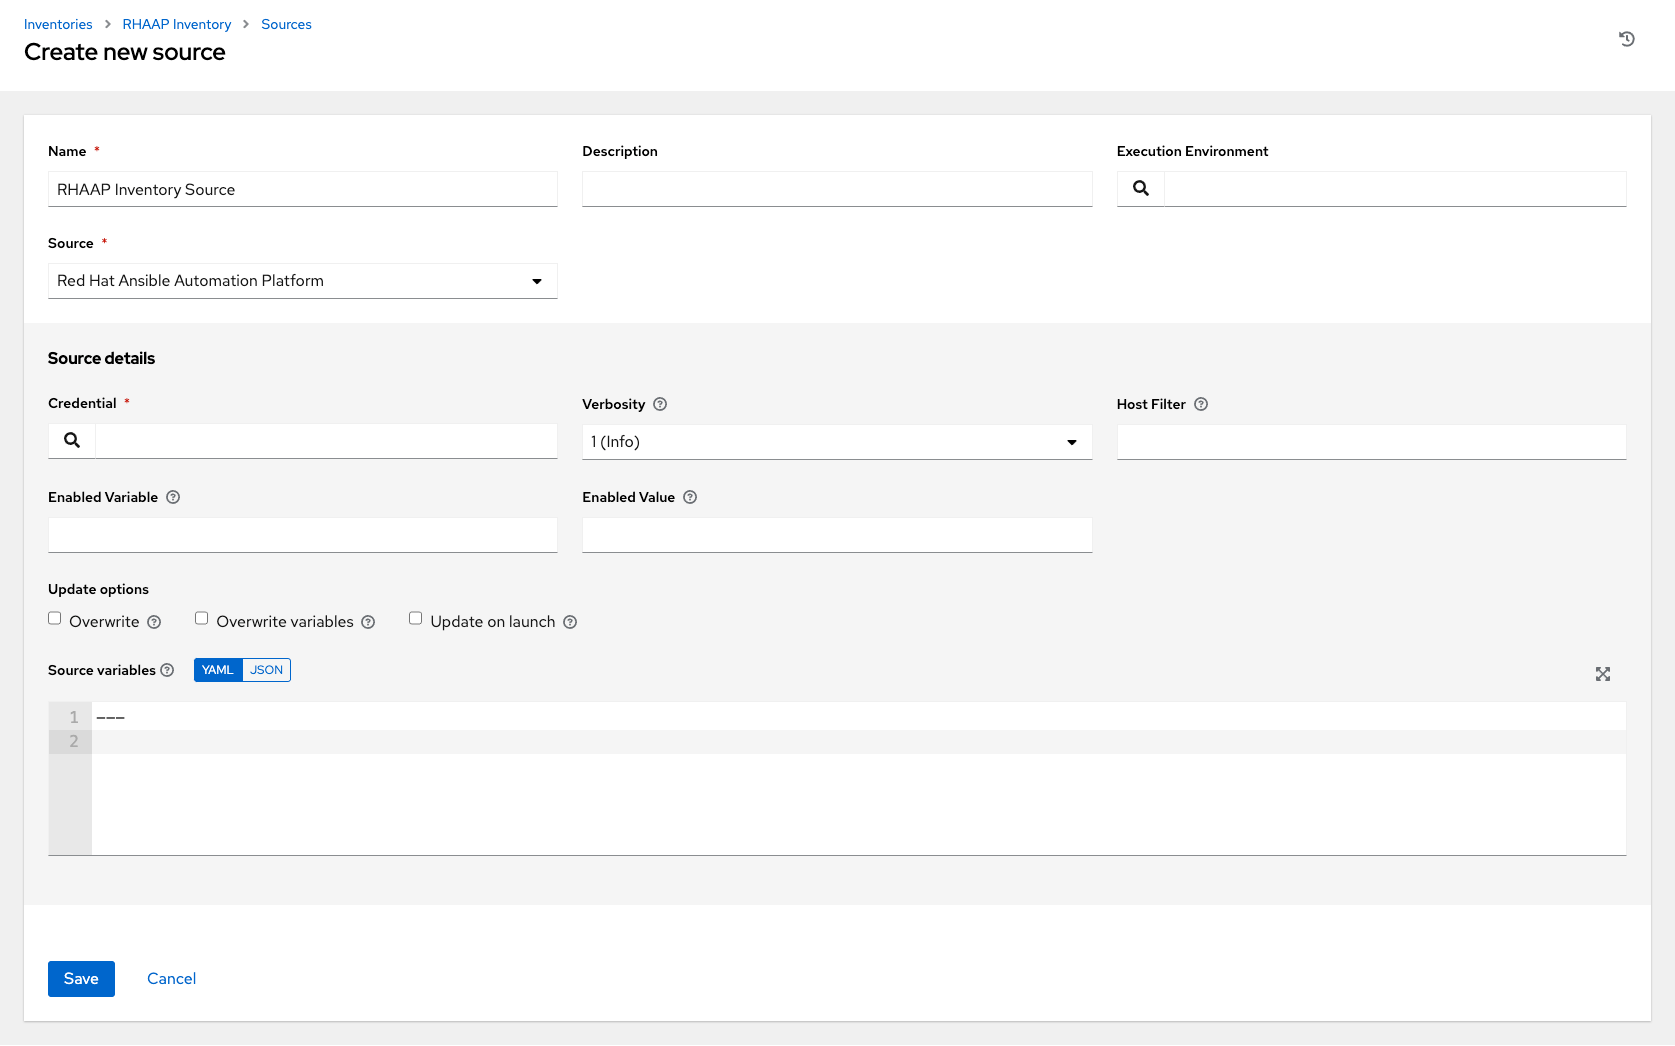 Inventories > RHAAP Inventory > Sources
Create new source
Name *
Description
Execution Environment
RHAAP Inventory Source
Source *
Red Hat Ansible Automation Platform
Source details
Credential *
Verbosity
Host Filter
1 (Info)
Enabled Variable
Enabled Value
Update options
Overwrite
Overwrite variables
Update on launch
Source variables
YAML
JSON
1 ---
2
Save
Cancel